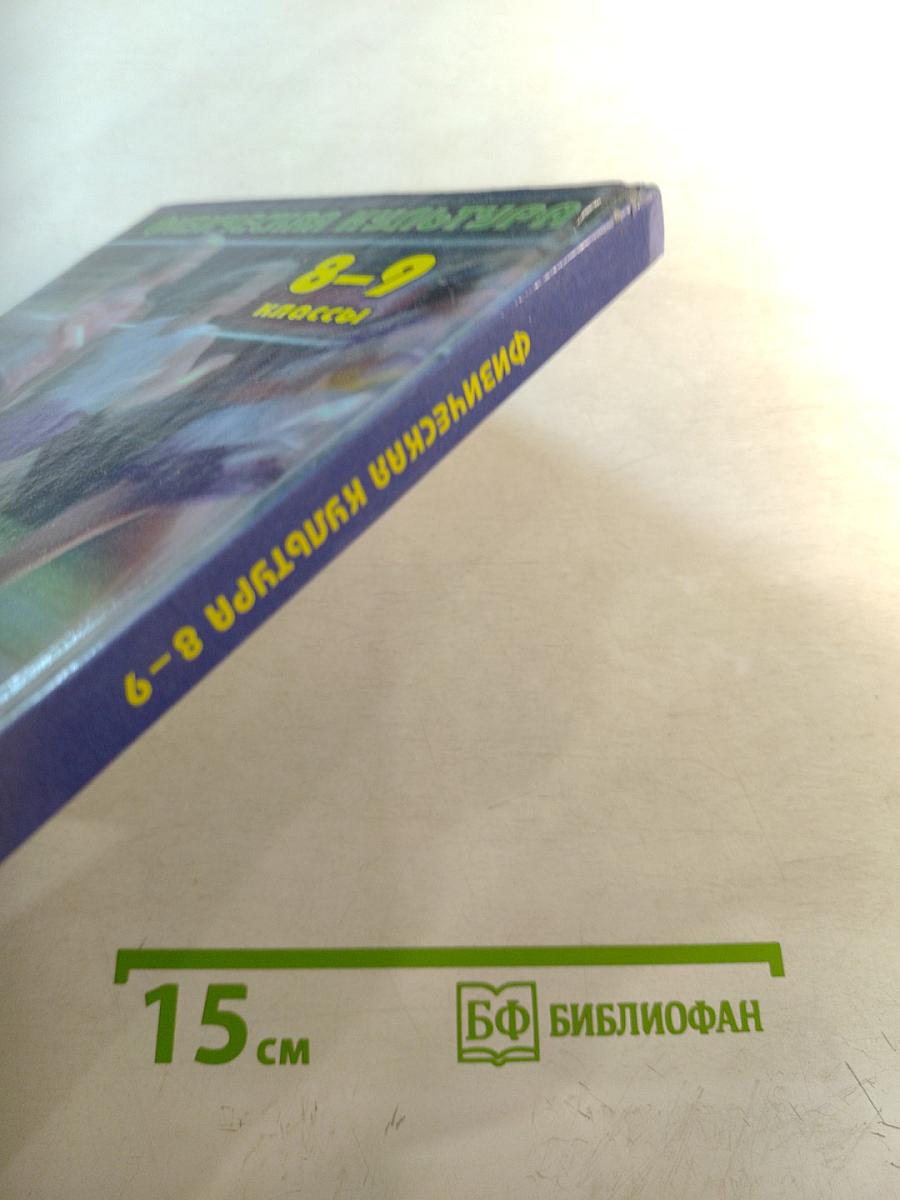 ФИЗИЧЕСКАЯ КУЛЬТУРА
8–9
классы
ФИЗИЧЕСКАЯ КУЛЬТУРА 8–9
15 см
БФ БИБЛИОФАН